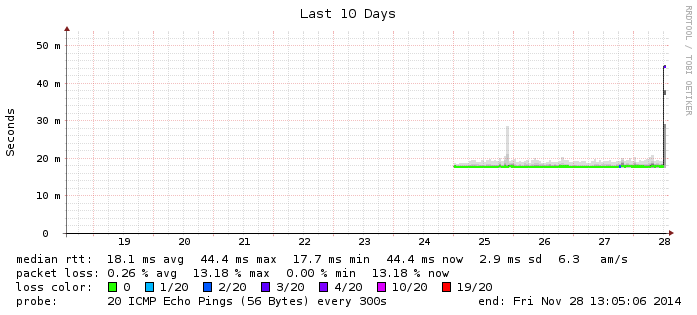 Last 10 Days
RRDTOOL / TOBI OETIKER
Seconds
50 m
40 m
30 m
20 m
10 m
0
19 20 21 22 23 24 25 26 27 28
median rtt: 18.1 ms avg 44.4 ms max 17.7 ms min 44.4 ms now 2.9 ms sd 6.3 am/s
packet loss: 0.26 % avg 13.18 % max 0.00 % min 13.18 % now
loss color: 0 1/20 2/20 3/20 4/20 10/20 19/20
probe: 20 ICMP Echo Pings (56 Bytes) every 300s end: Fri Nov 28 13:05:06 2014